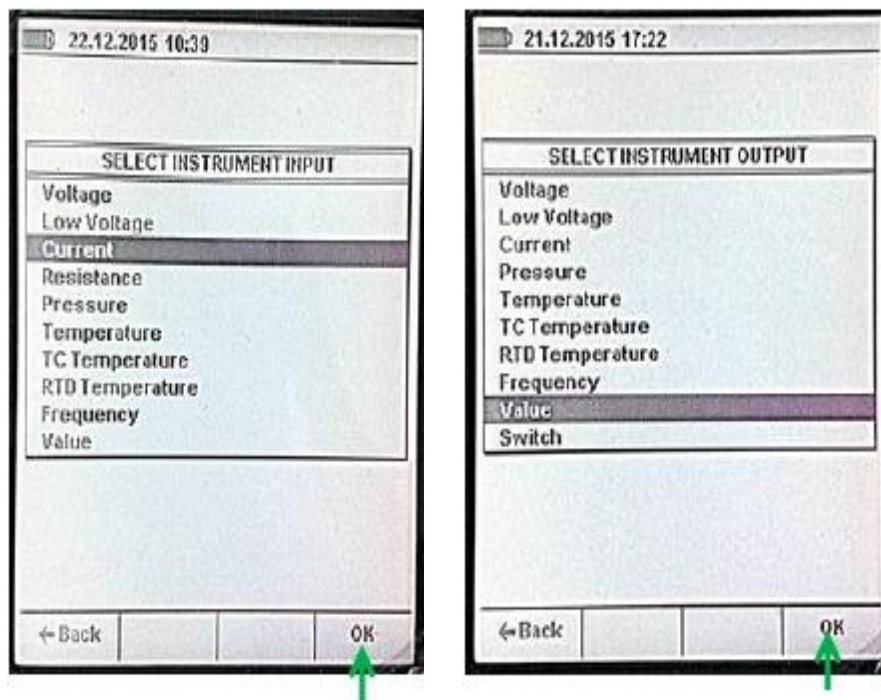 22.12.2015 10:39
SELECT INSTRUMENT INPUT
Voltage
Low Voltage
Current
Resistance
Pressure
Temperature
TC Temperature
RTD Temperature
Frequency
Value
←Back
OK
21.12.2015 17:22
SELECT INSTRUMENT OUTPUT
Voltage
Low Voltage
Current
Pressure
Temperature
TC Temperature
RTD Temperature
Frequency
Value
Switch
←Back
OK